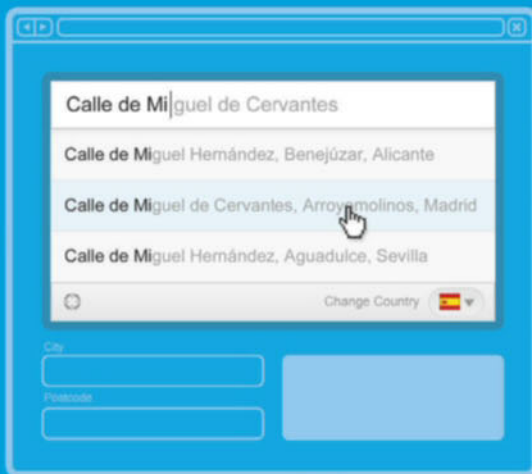 Calle de Miguel de Cervantes
Calle de Miguel Hernández, Benejúzar, Alicante
Calle de Miguel de Cervantes, Arroyomolinos, Madrid
Calle de Miguel Hernández, Aguadulce, Sevilla
Change Country
City
Postcode